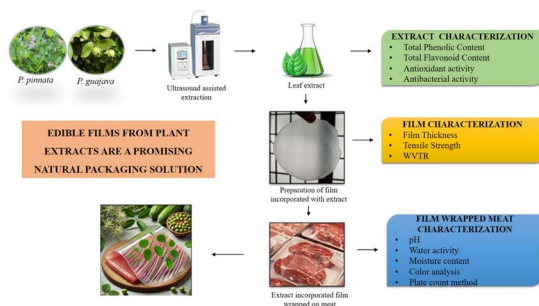 P. pinnata
P. guajava
Ultrasound assisted
extraction
Leaf extract
EXTRACT CHARACTERIZATION
• Total Phenolic Content
• Total Flavonoid Content
• Antioxidant activity
• Antibacterial activity
EDIBLE FILMS FROM PLANT
EXTRACTS ARE A PROMISING
NATURAL PACKAGING SOLUTION
Preparation of film
incorporated with extract
FILM CHARACTERIZATION
• Film Thickness
• Tensile Strength
• WVTR
FILM WRAPPED MEAT
CHARACTERIZATION
• pH
• Water activity
• Moisture content
• Color analysis
• Plate count method
Extract incorporated film
wrapped on meat